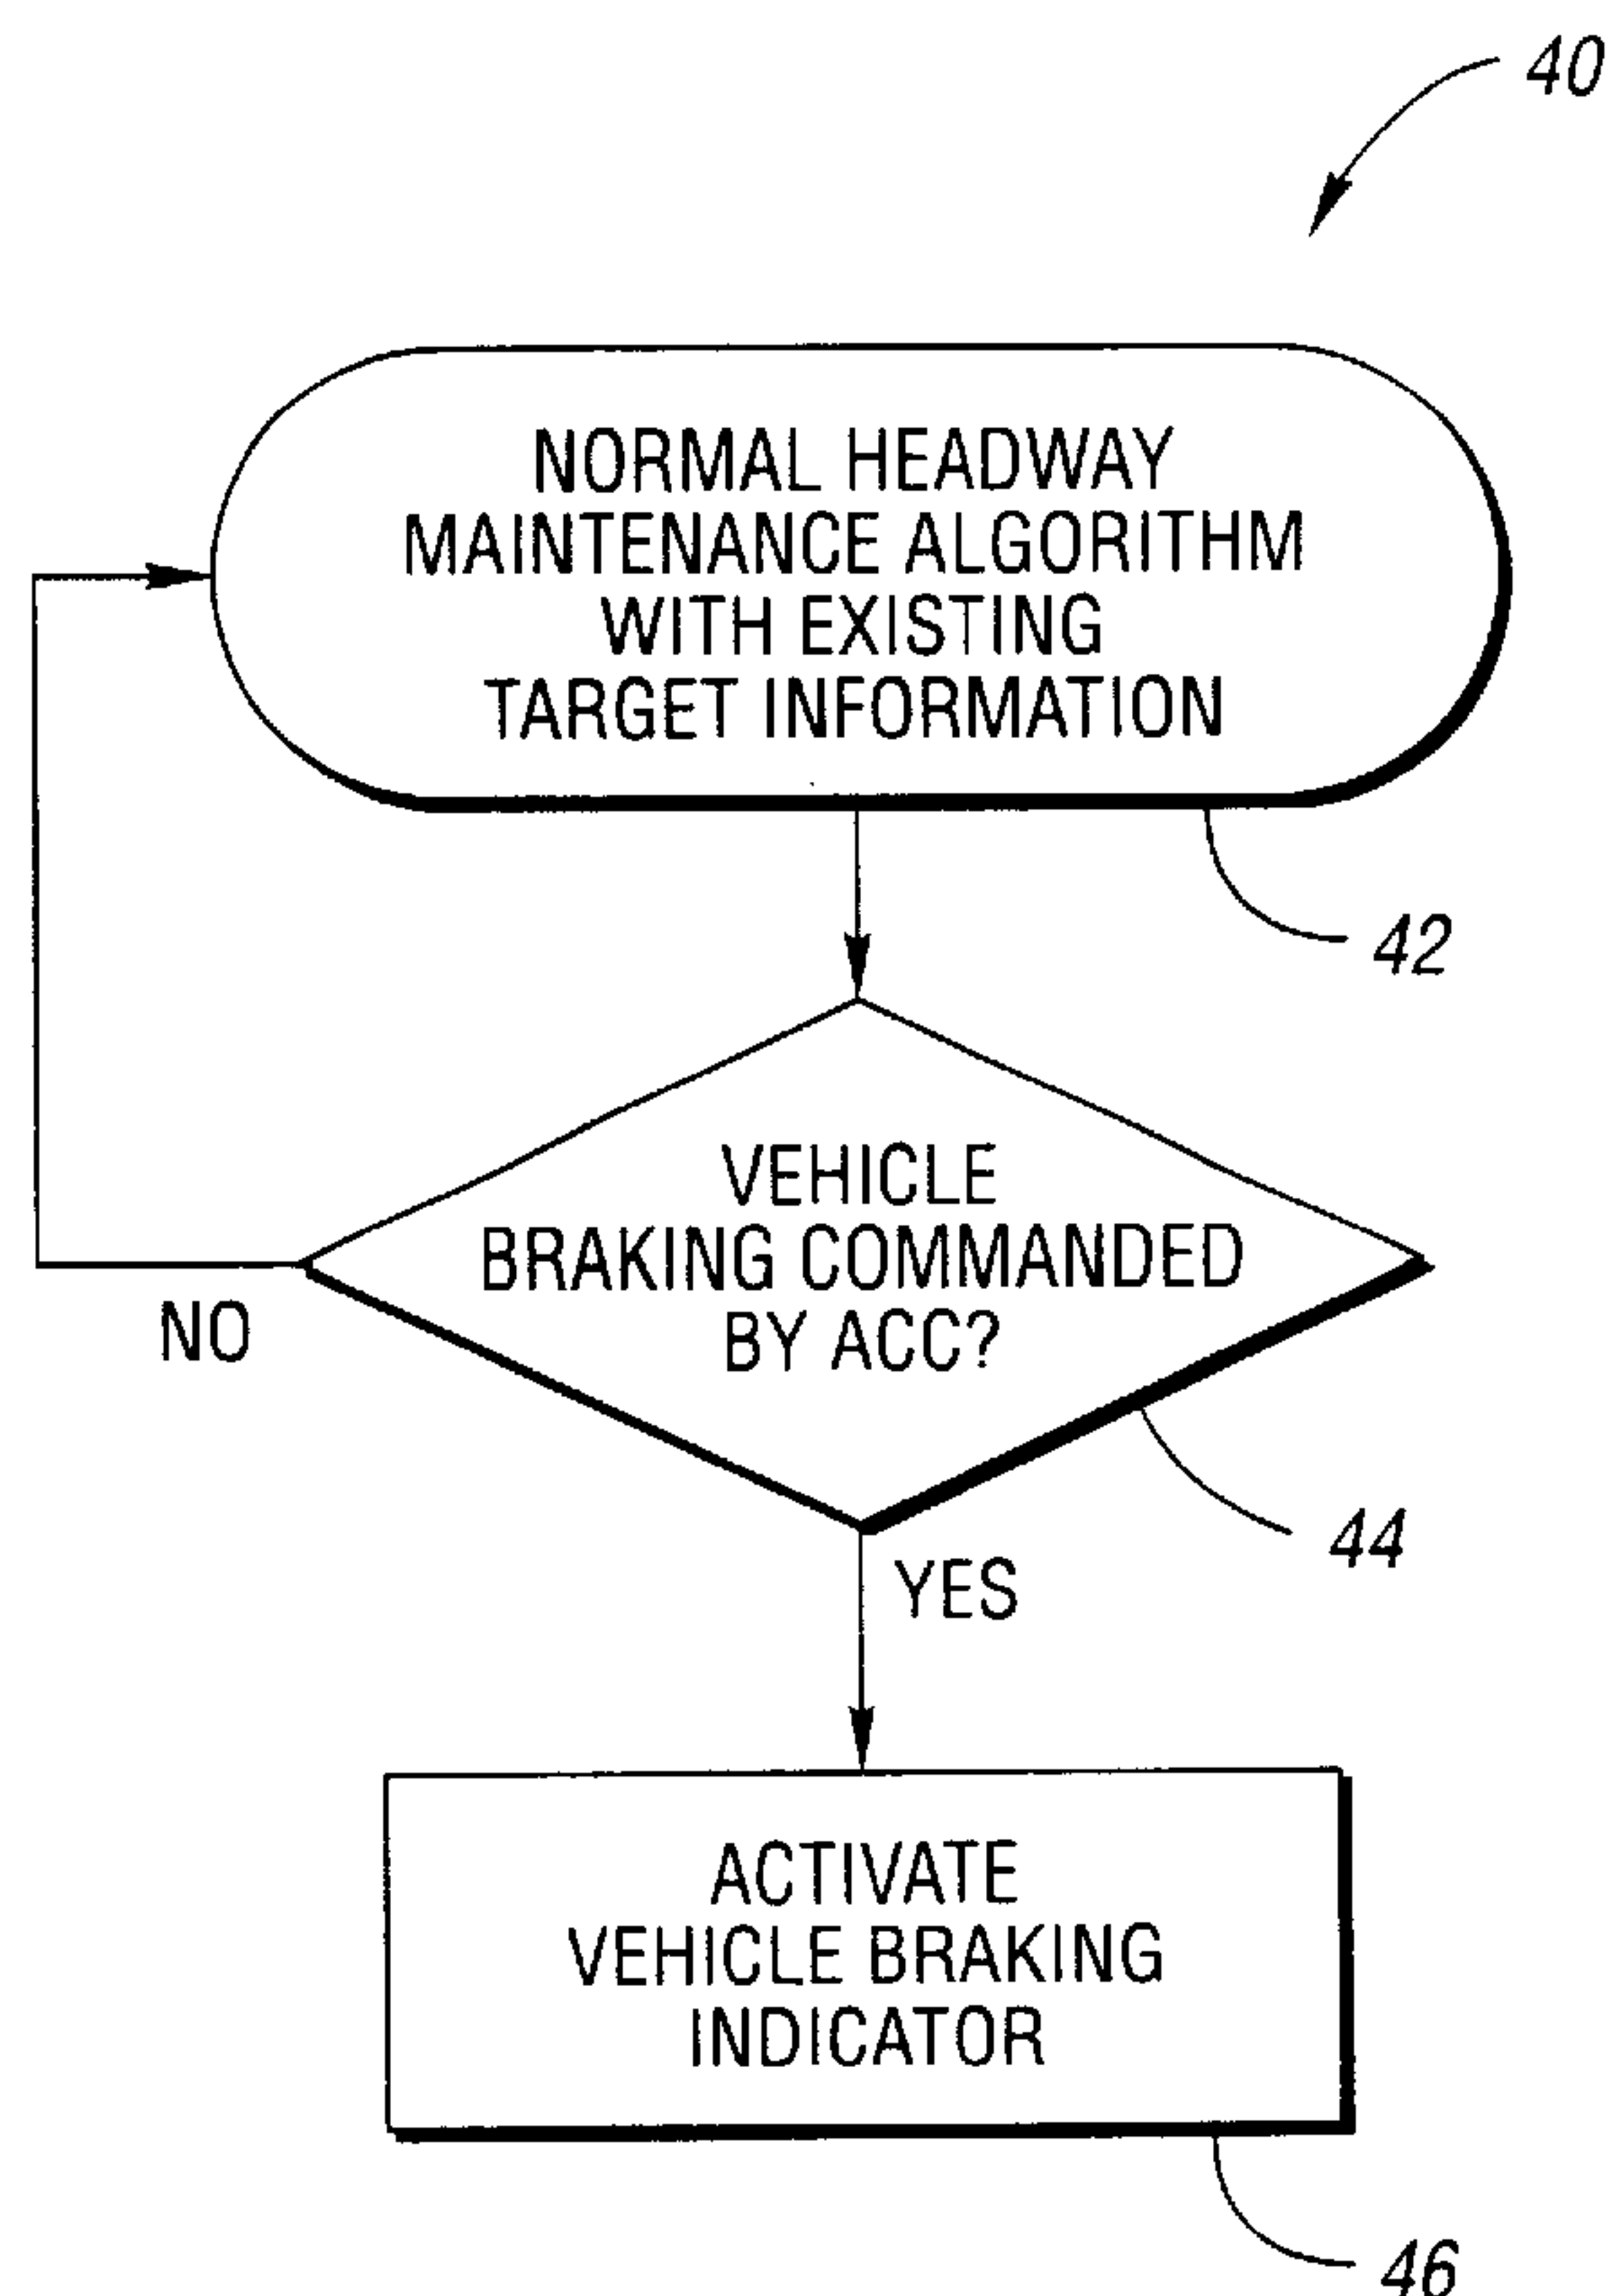 40
NORMAL HEADWAY
MAINTENANCE ALGORITHM
WITH EXISTING
TARGET INFORMATION
42
VEHICLE
BRAKING COMMANDED
BY ACC?
NO
44
YES
ACTIVATE
VEHICLE BRAKING
INDICATOR
46